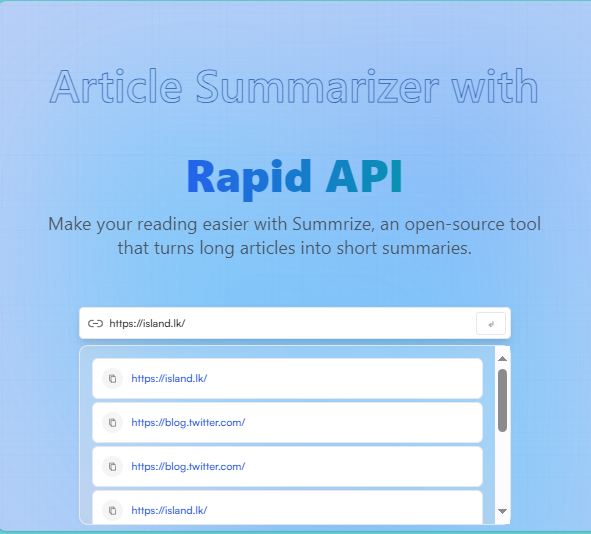 Article Summarizer with
Rapid API
Make your reading easier with Summrize, an open-source tool
that turns long articles into short summaries.
https://island.lk/
https://island.lk/
https://blog.twitter.com/
https://blog.twitter.com/
https://island.lk/